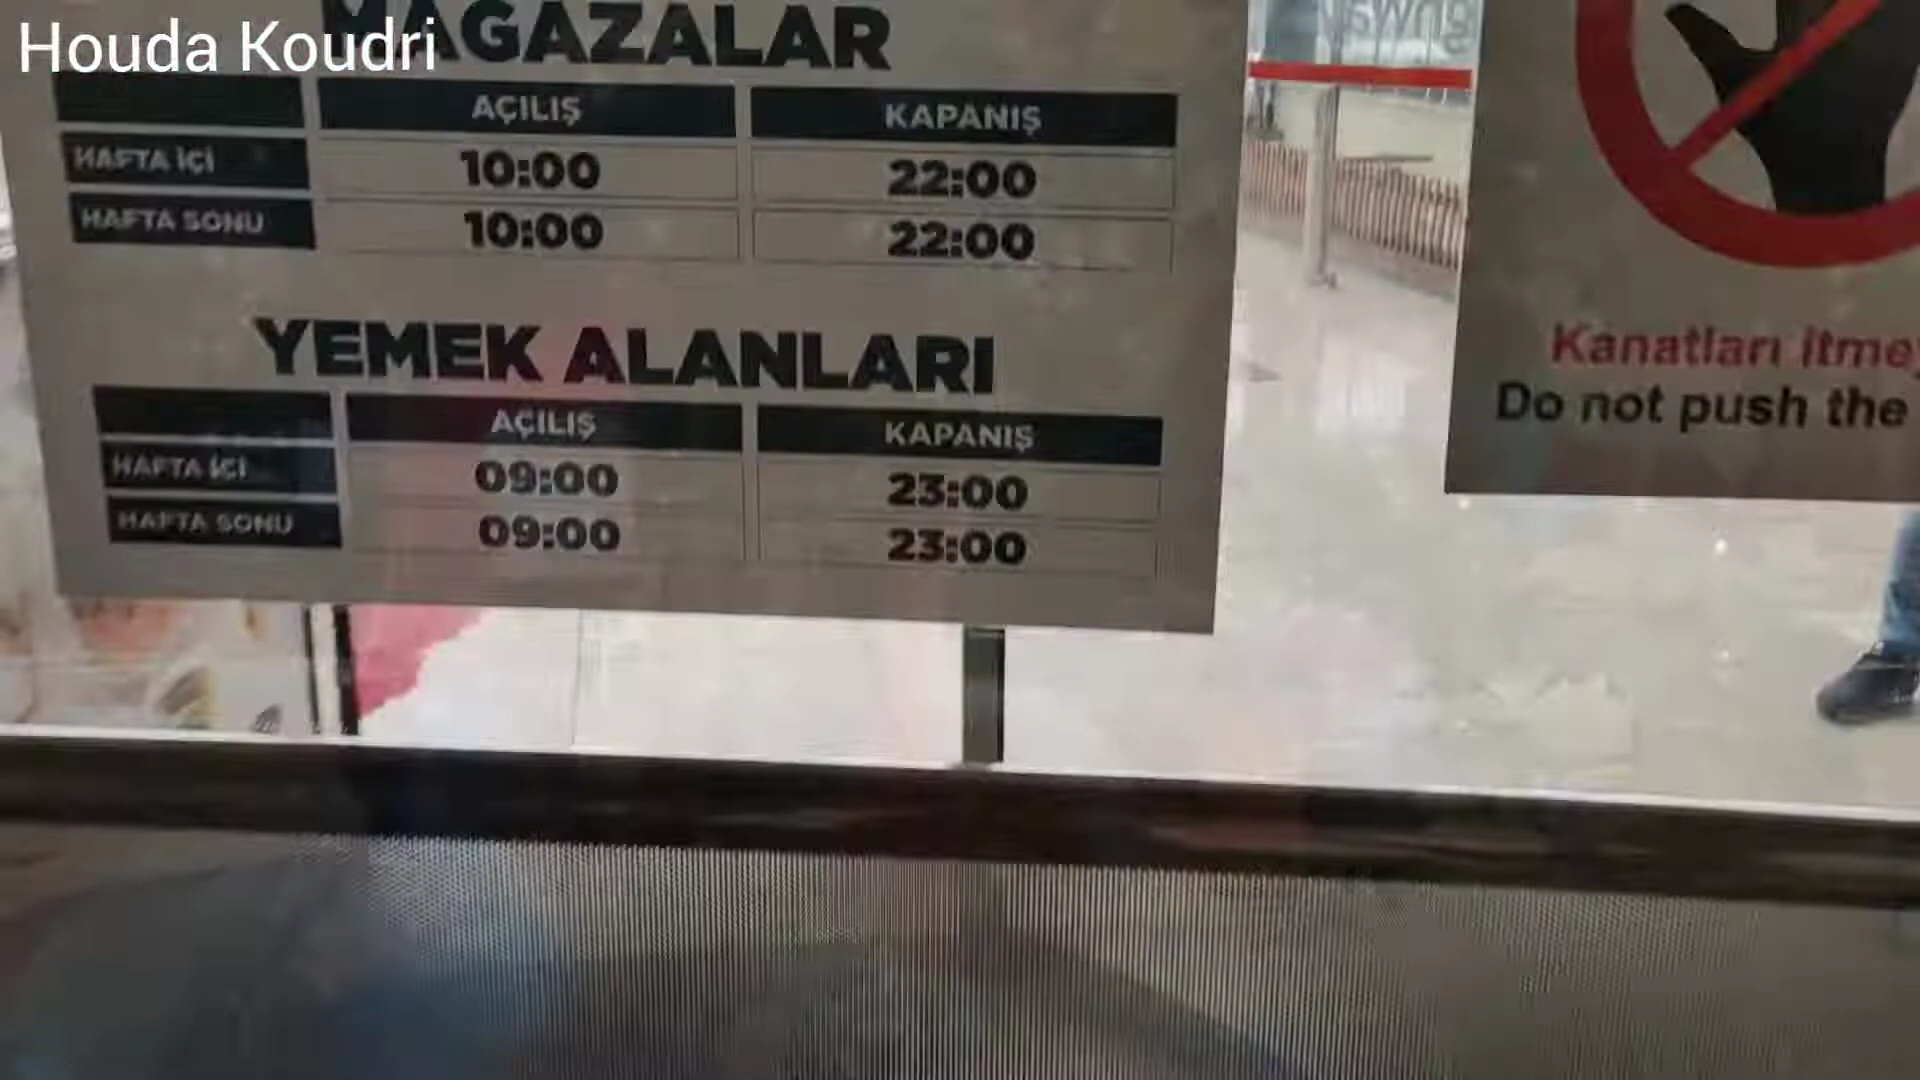 Houda Koudri
MAĞAZALAR
AÇILIŞ KAPANIŞ
HAFTA İÇİ 10:00 22:00
HAFTA SONU 10:00 22:00
YEMEK ALANLARI
AÇILIŞ KAPANIŞ
HAFTA İÇİ 09:00 23:00
HAFTA SONU 09:00 23:00
Kanatları itme
Do not push the